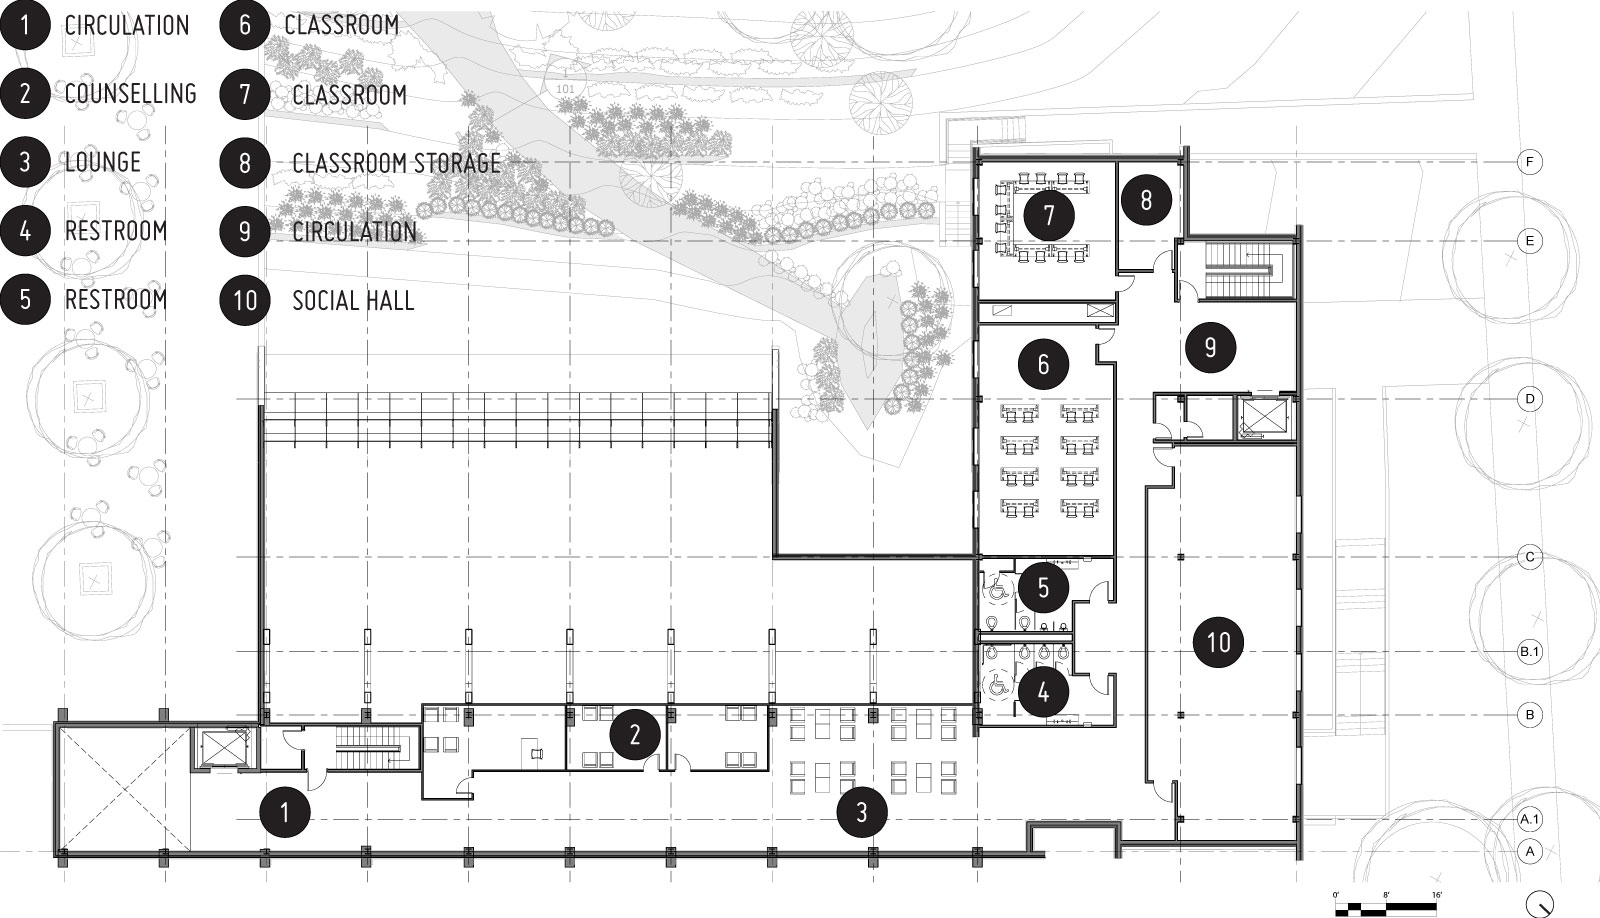 1 CIRCULATION
2 COUNSELLING
3 LOUNGE
4 RESTROOM
5 RESTROOM
6 CLASSROOM
7 CLASSROOM
8 CLASSROOM STORAGE
9 CIRCULATION
10 SOCIAL HALL
1
101
F
7
8
E
9
6
D
C
5
10
B.1
4
B
2
1
3
A.1
A
0' 8' 16'